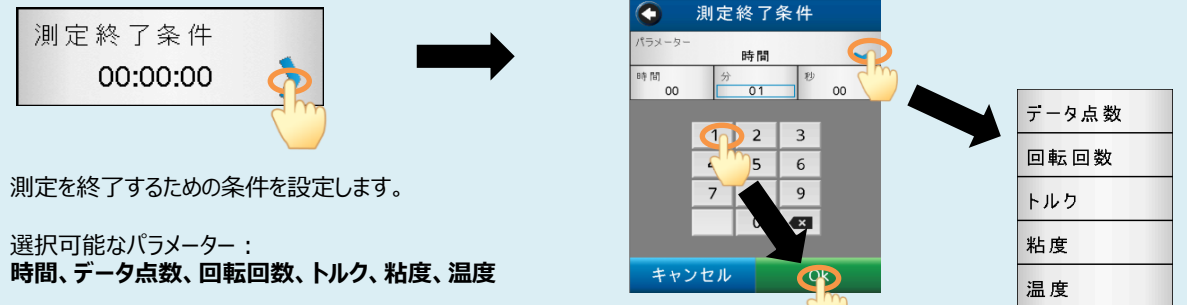 測定終了条件
00:00:00
測定を終了するための条件を設定します。
選択可能なパラメーター：
時間、データ点数、回転回数、トルク、粘度、温度
測定終了条件
パラメーター
時間
時間 分 秒
00 01 00
1 2 3
5 6
7 9
0
キャンセル Ok
データ点数
回転回数
トルク
粘度
温度